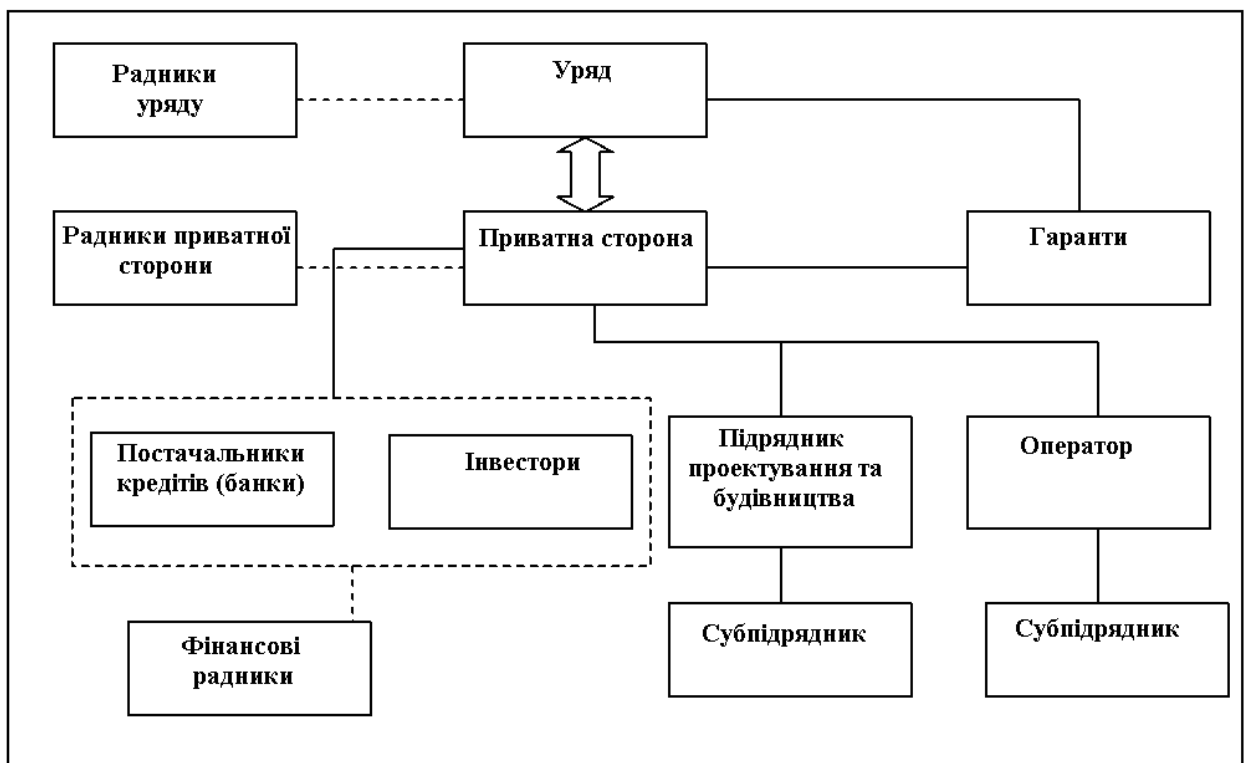 Радники
уряду
Уряд
Радники приватної
сторони
Приватна сторона
Гаранти
Постачальники
кредітів (банки)
Інвестори
Підрядник
проектування та
будівництва
Оператор
Фінансові
радники
Субпідрядник
Субпідрядник